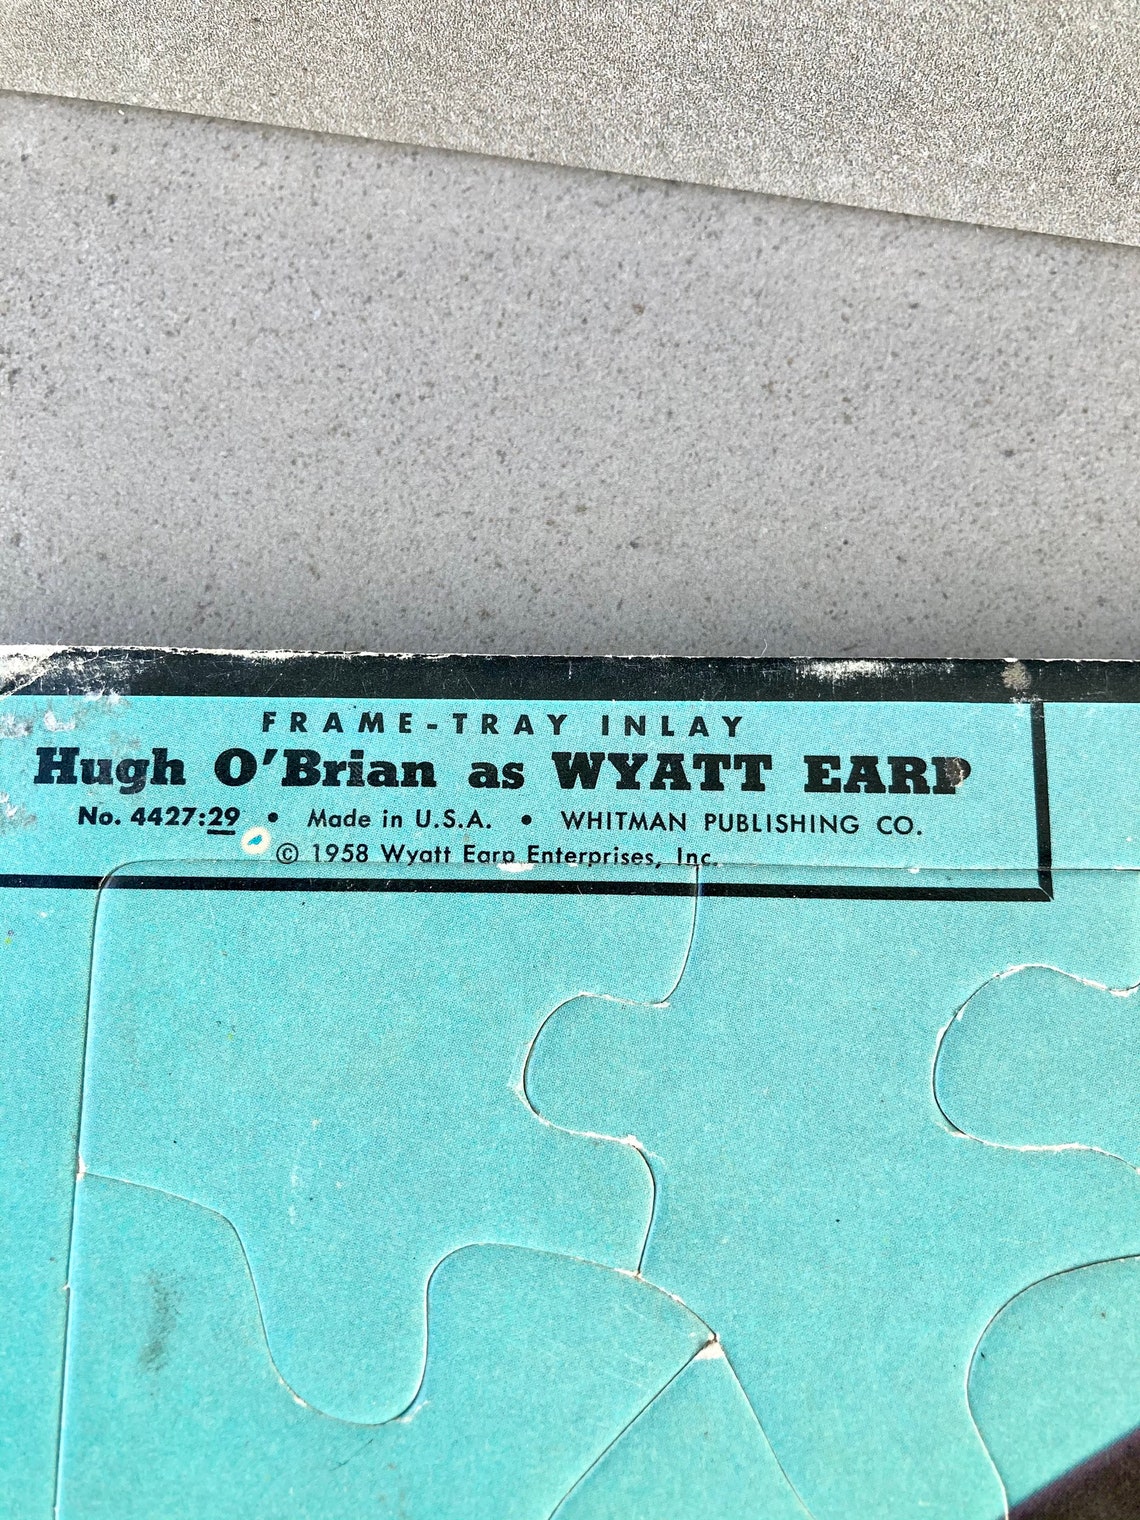 FRAME-TRAY INLAY
Hugh O'Brian as WYATT EARP
No. 4427:29 • Made in U.S.A. • WHITMAN PUBLISHING CO.
© 1958 Wyatt Earp Enterprises, Inc.